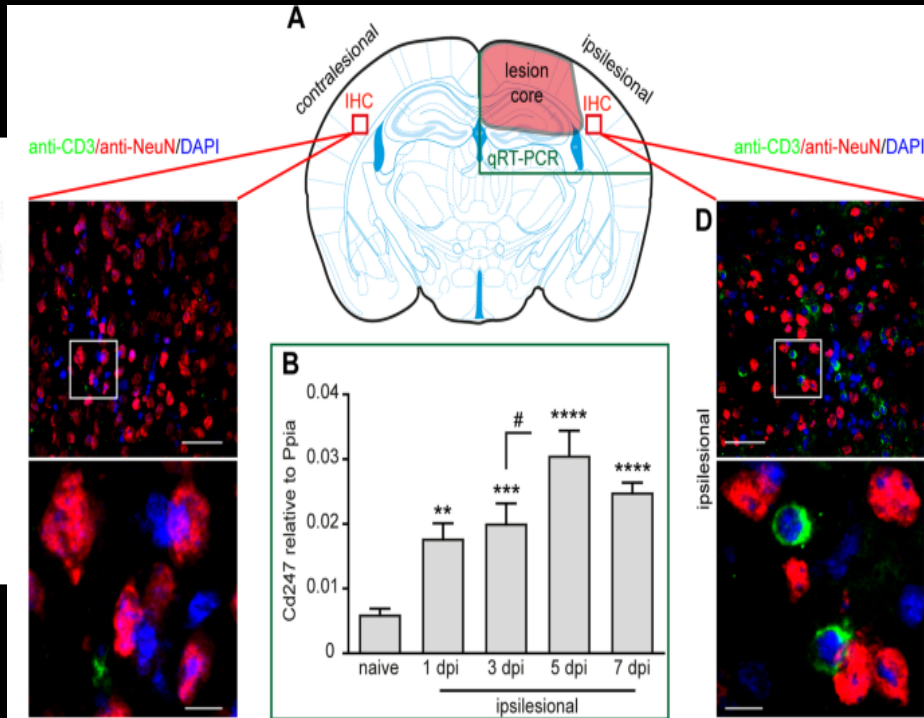 A
contralesional
ipsilesional
lesion
core
IHC
IHC
qRT-PCR
anti-CD3/anti-NeuN/DAPI
anti-CD3/anti-NeuN/DAPI
D
ipsilesional
B
Cd247 relative to Ppia
0.04
0.03
0.02
0.01
0
**
***
#
****
****
naive 1 dpi 3 dpi 5 dpi 7 dpi
ipsilesional